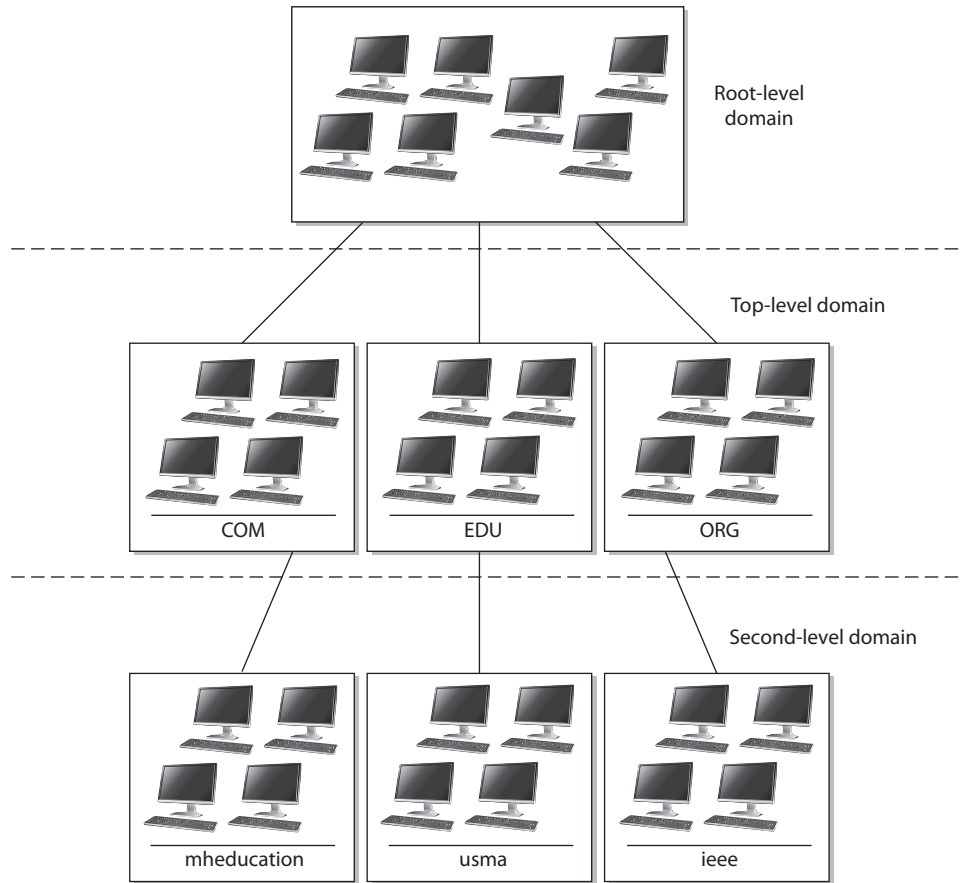 Root-level
domain
Top-level domain
COM
EDU
ORG
Second-level domain
mheducation
usma
ieee